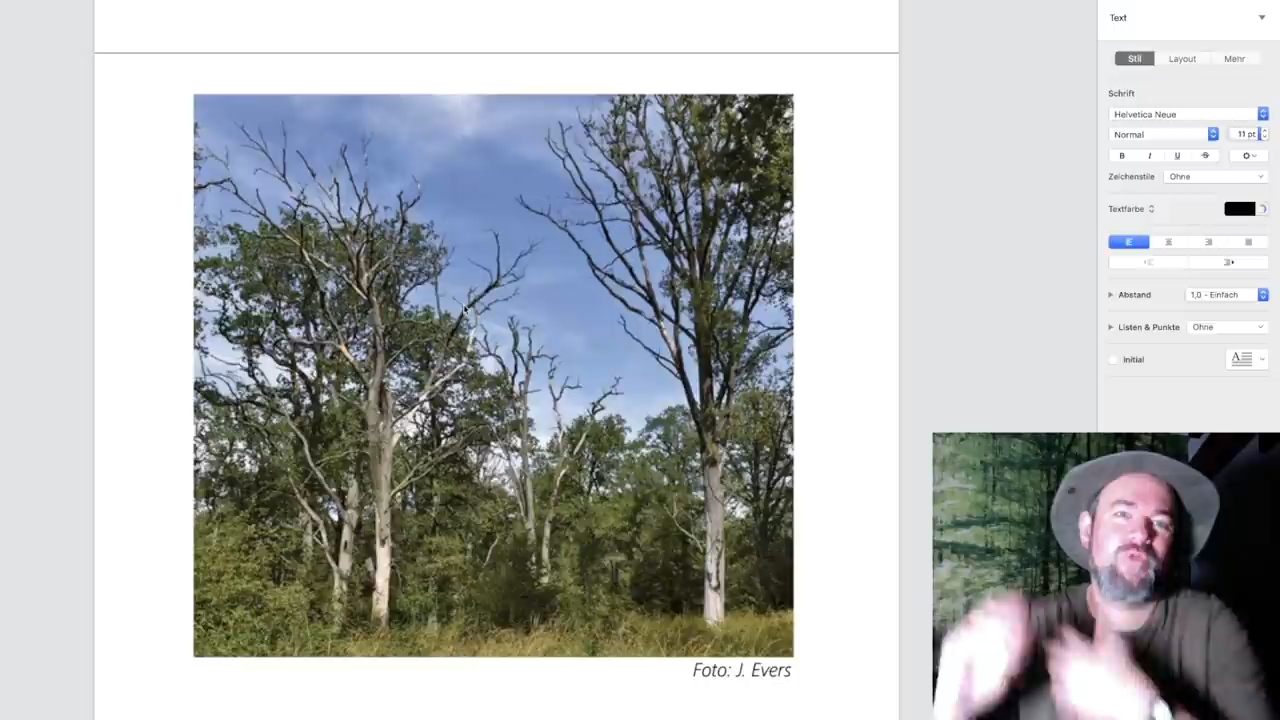 Text
Stil Layout Mehr
Schrift
Helvetica Neue
Normal 11 pt
B I U S
Zeichenstile Ohne
Textfarbe
Abstand 1,0 - Einfach
Listen & Punkte Ohne
Initial A
Foto: J. Evers